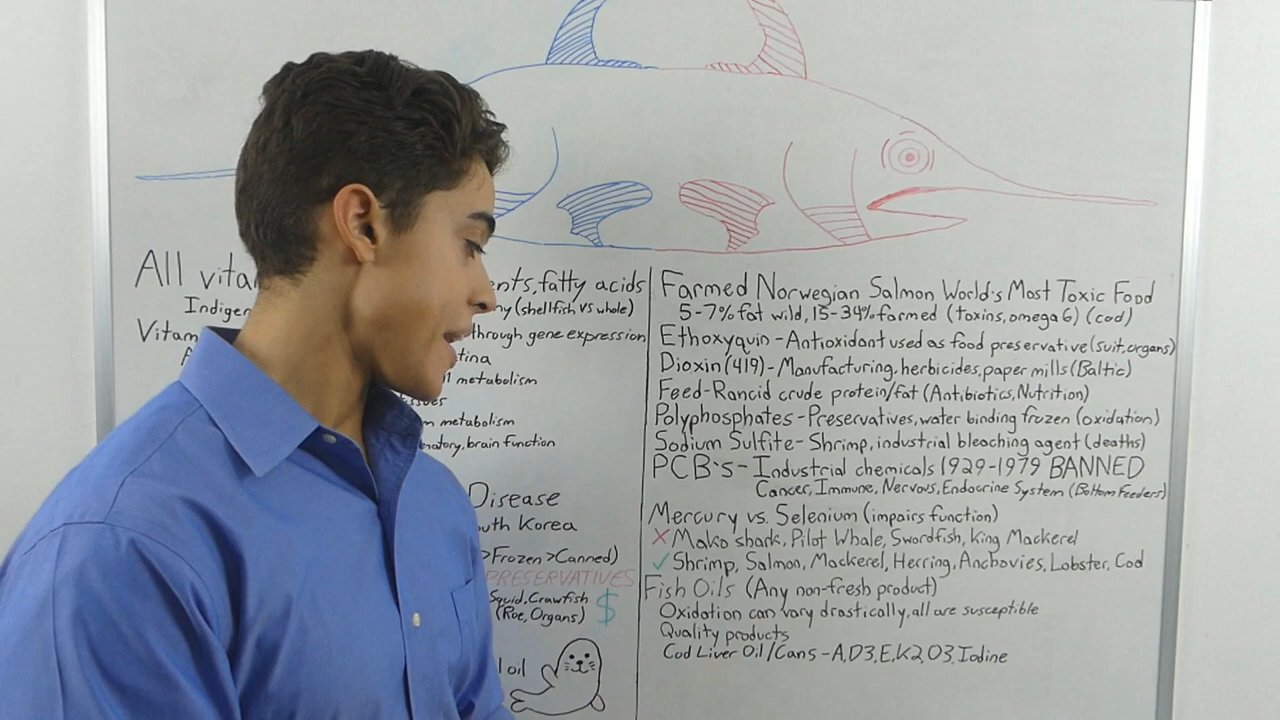 All vita
ents, fatty acids
Indigen
ny (shellfish vs whole)
Vitam
through gene expression
tina
metabolism
m metabolism
matory, brain function
Disease
uth Korea
>Frozen >Canned)
PRESERVATIVES
Squid, Crawfish
(Roe, Organs) $
oil
Farmed Norwegian Salmon World's Most Toxic Food
5-7% fat wild, 15-34% farmed (toxins, omega 6) (cod)
Ethoxyquin - Antioxidant used as food preservative (suit, organs)
Dioxin (419) - Manufacturing, herbicides, paper mills (Baltic)
Feed - Rancid crude protein/fat (Antibiotics, Nutrition)
Polyphosphates - Preservatives, water binding frozen (oxidation)
Sodium Sulfite - Shrimp, industrial bleaching agent (deaths)
PCB's - Industrial chemicals 1929-1979 BANNED
Cancer, Immune, Nervous, Endocrine System (Bottom Feeders)
Mercury vs. Selenium (impairs function)
✗ Mako shark, Pilot Whale, Swordfish, King Mackerel
✓ Shrimp, Salmon, Mackerel, Herring, Anchovies, Lobster, Cod
Fish Oils (Any non-fresh product)
Oxidation can vary drastically, all are susceptible
Quality products
Cod Liver Oil/Cans - A, D3, E, K2, O3, Iodine